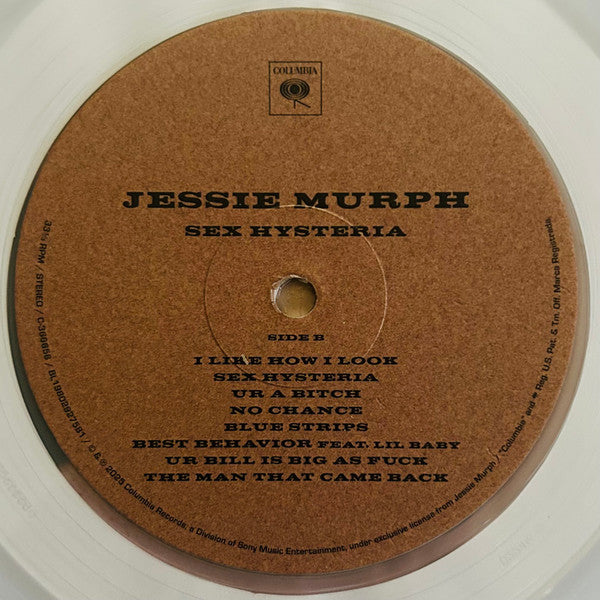 COLUMBIA
JESSIE MURPH
SEX HYSTERIA
SIDE B
I LIKE HOW I LOOK
SEX HYSTERIA
UR A BITCH
NO CHANCE
BLUE STRIPS
BEST BEHAVIOR FEAT. LIL BABY
UR BILL IS BIG AS FUCK
THE MAN THAT CAME BACK
33⅓ RPM / STEREO / C-360656 / BL19802927581 / © & ℗ 2025 Columbia Records, a Division of Sony Music Entertainment, under exclusive license from Jessie Murph / "Columbia" and Reg. U.S. Pat. & Tm. Off. Marca Registrada.